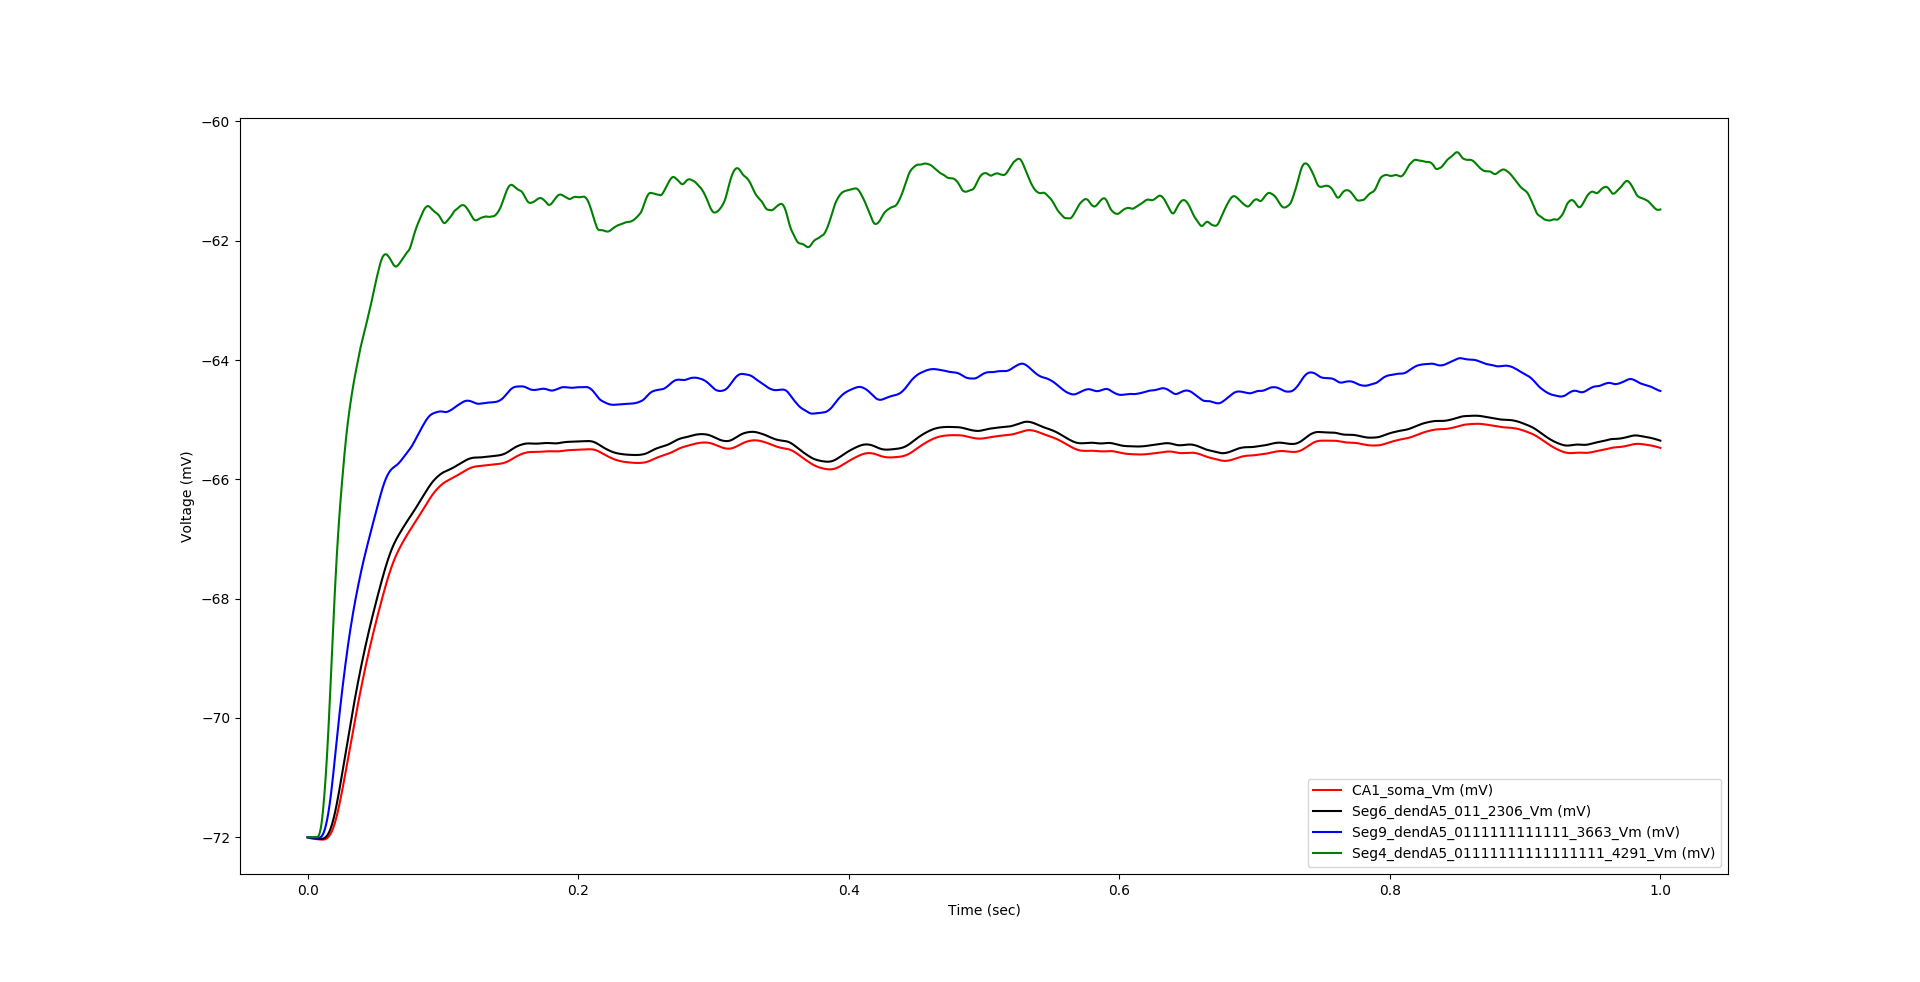 −60
−62
−64
−66
−68
−70
−72
Voltage (mV)
0.0 0.2 0.4 0.6 0.8 1.0
Time (sec)
CA1_soma_Vm (mV)
Seg6_dendA5_011_2306_Vm (mV)
Seg9_dendA5_0111111111111_3663_Vm (mV)
Seg4_dendA5_01111111111111111_4291_Vm (mV)